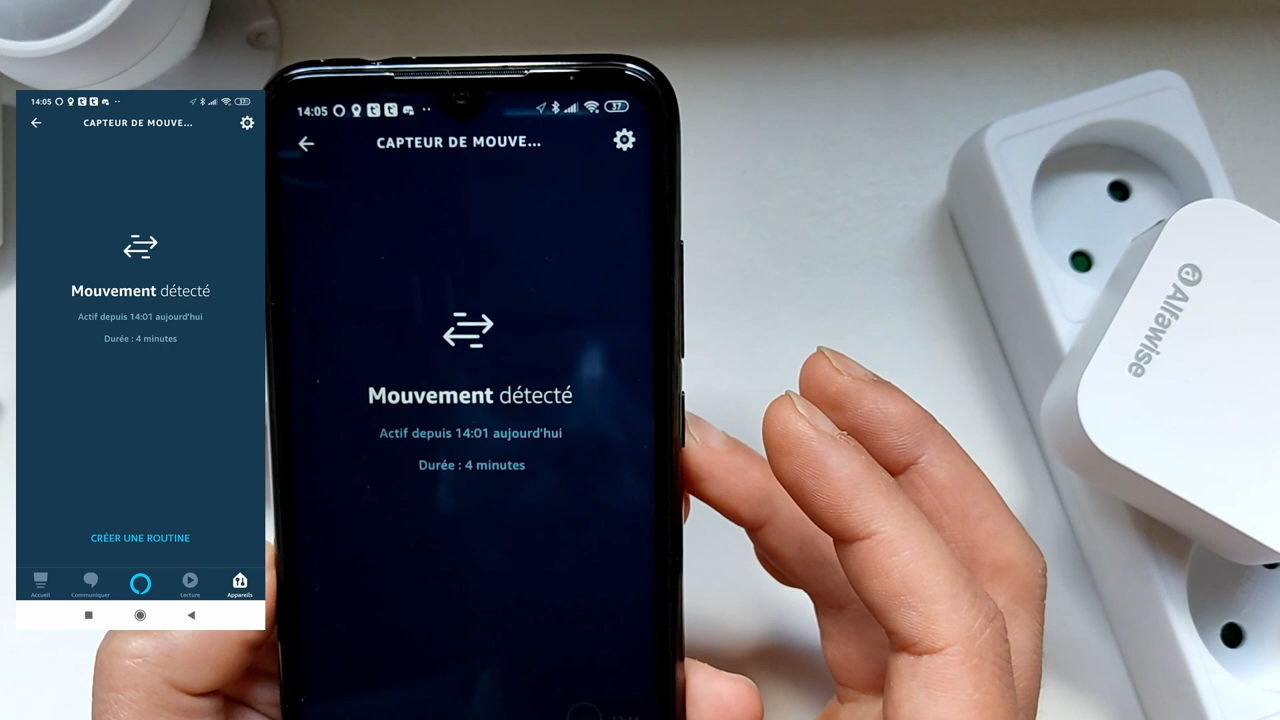 14:05
37
CAPTEUR DE MOUVE...
Mouvement détecté
Actif depuis 14:01 aujourd'hui
Durée : 4 minutes
CRÉER UNE ROUTINE
Accueil
Communiquer
Lecture
Appareils
14:05
37
CAPTEUR DE MOUVE...
Mouvement détecté
Actif depuis 14:01 aujourd'hui
Durée : 4 minutes
Alfawise